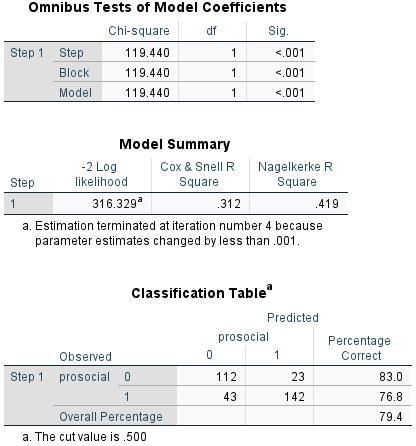 Omnibus Tests of Model Coefficients
Chi-square df Sig.
Step 1 Step 119.440 1 <.001
Block 119.440 1 <.001
Model 119.440 1 <.001
Model Summary
-2 Log Cox & Snell R Nagelkerke R
Step likelihood Square Square
1 316.329a .312 .419
a. Estimation terminated at iteration number 4 because
parameter estimates changed by less than .001.
Classification Tablea
Predicted
prosocial Percentage
Observed 0 1 Correct
Step 1 prosocial 0 112 23 83.0
1 43 142 76.8
Overall Percentage 79.4
a. The cut value is .500